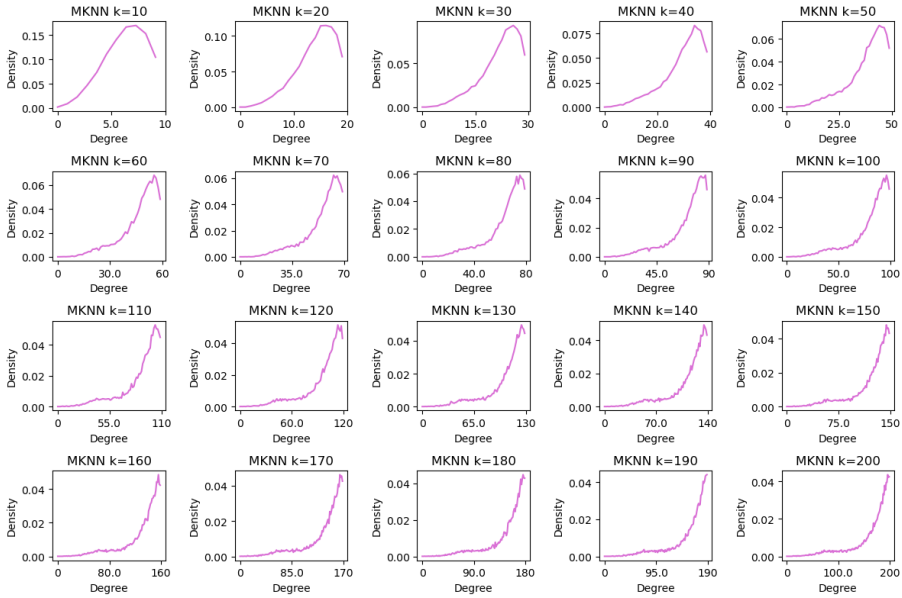 MKNN k=10
MKNN k=20
MKNN k=30
MKNN k=40
MKNN k=50
Density
0.15
0.10
0.05
0.00
0
10
Degree
Density
0.10
0.05
0.00
0
10.0
20
Degree
Density
0.05
0.00
0
15.0
30
Degree
Density
0.075
0.050
0.025
0.000
0
20.0
40
Degree
Density
0.06
0.04
0.02
0.00
0
25.0
50
Degree
MKNN k=60
MKNN k=70
MKNN k=80
MKNN k=90
MKNN k=100
Density
0.06
0.04
0.02
0.00
0
30.0
60
Degree
Density
0.06
0.04
0.02
0.00
0
35.0
70
Degree
Density
0.06
0.04
0.02
0.00
0
40.0
80
Degree
Density
0.04
0.02
0.00
0
45.0
90
Degree
Density
0.04
0.02
0.00
0
50.0
100
Degree
MKNN k=110
MKNN k=120
MKNN k=130
MKNN k=140
MKNN k=150
Density
0.04
0.02
0.00
0
55.0
110
Degree
Density
0.04
0.02
0.00
0
60.0
120
Degree
Density
0.04
0.02
0.00
0
65.0
130
Degree
Density
0.04
0.02
0.00
0
70.0
140
Degree
Density
0.04
0.02
0.00
0
75.0
150
Degree
MKNN k=160
MKNN k=170
MKNN k=180
MKNN k=190
MKNN k=200
Density
0.04
0.02
0.00
0
80.0
160
Degree
Density
0.04
0.02
0.00
0
85.0
170
Degree
Density
0.04
0.02
0.00
0
90.0
180
Degree
Density
0.04
0.02
0.00
0
95.0
190
Degree
Density
0.04
0.02
0.00
0
100.0
200
Degree